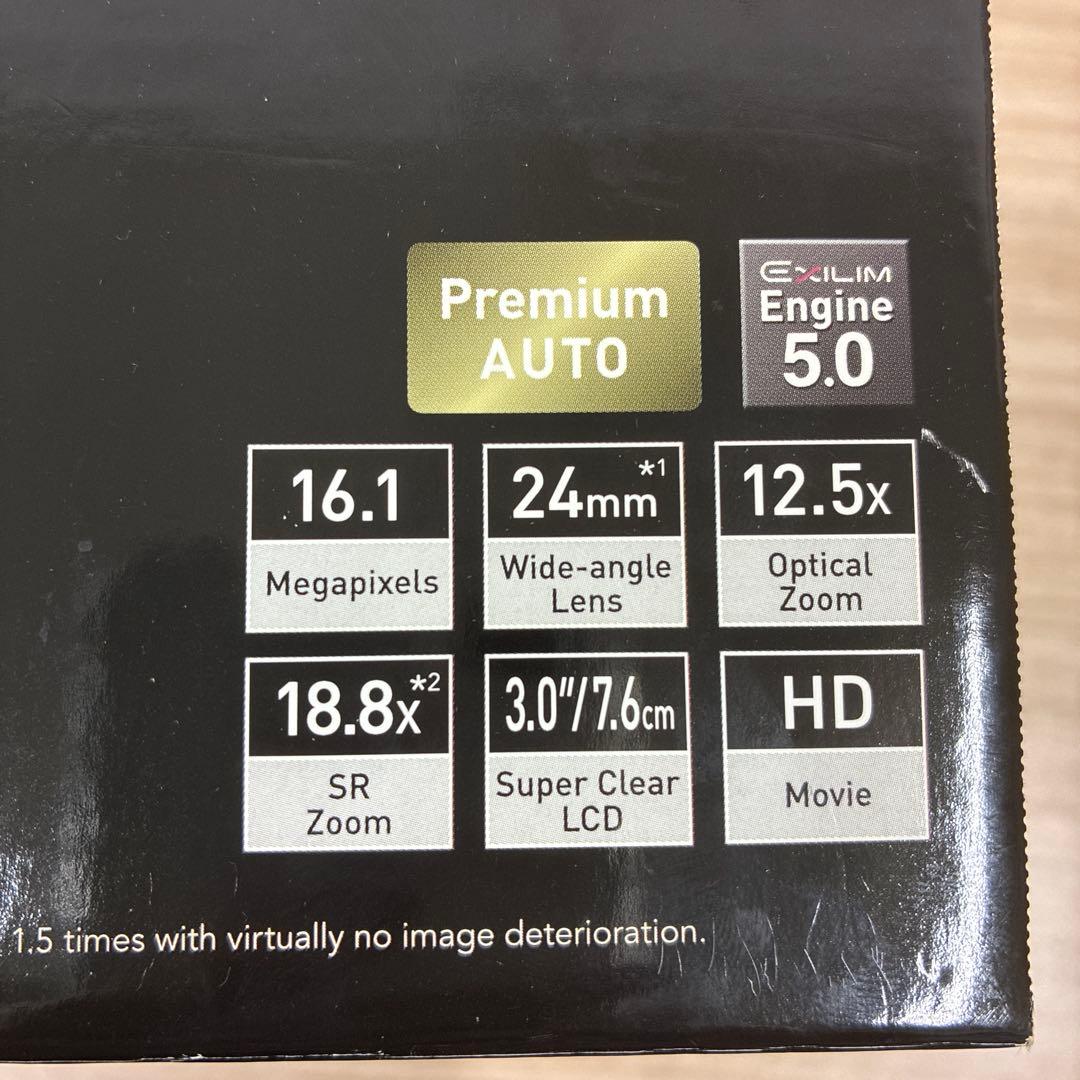 Premium
AUTO
EXILIM
Engine
5.0
16.1
Megapixels
24mm*1
Wide-angle
Lens
12.5x
Optical
Zoom
18.8x*2
SR
Zoom
3.0"/7.6cm
Super Clear
LCD
HD
Movie
1.5 times with virtually no image deterioration.